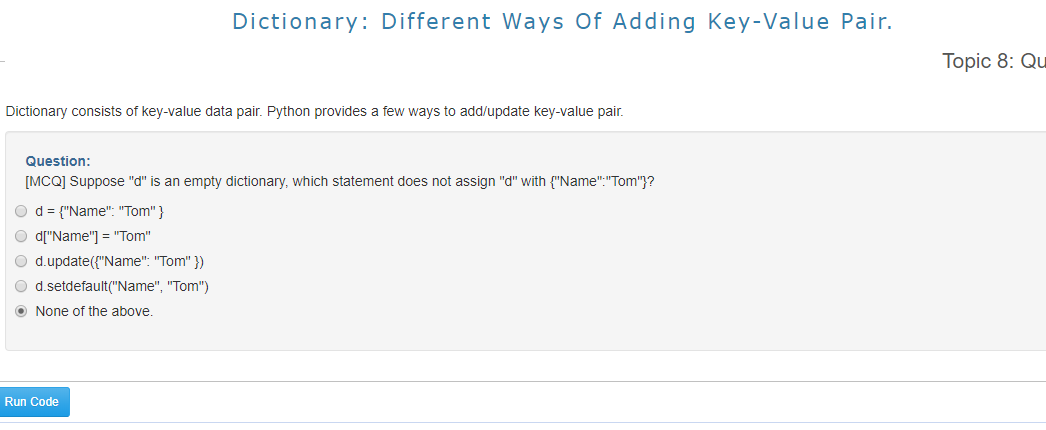 Dictionary: Different Ways Of Adding Key-Value Pair.
Topic 8:
Dictionary consists of key-value data pair. Python provides a few ways to add/update key-value pair.
Question:
[MCQ] Suppose "d" is an empty dictionary, which statement does not assign "d" with {"Name":"Tom"}?
d = {"Name": "Tom" }
d["Name"] = "Tom"
d.update({"Name": "Tom" })
d.setdefault("Name", "Tom")
None of the above.
Run Code